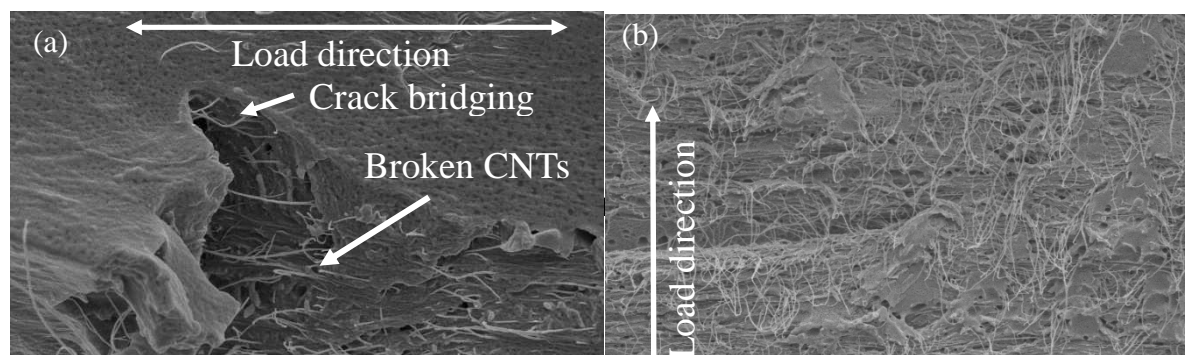 (a)
Load direction
Crack bridging
Broken CNTs
(b)
Load direction